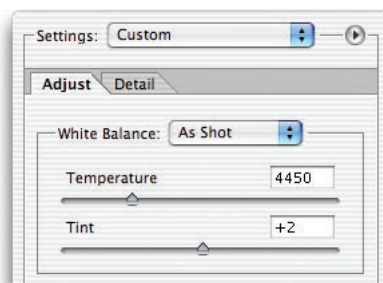 Settings: Custom
Adjust Detail
White Balance: As Shot
Temperature 4450
Tint +2